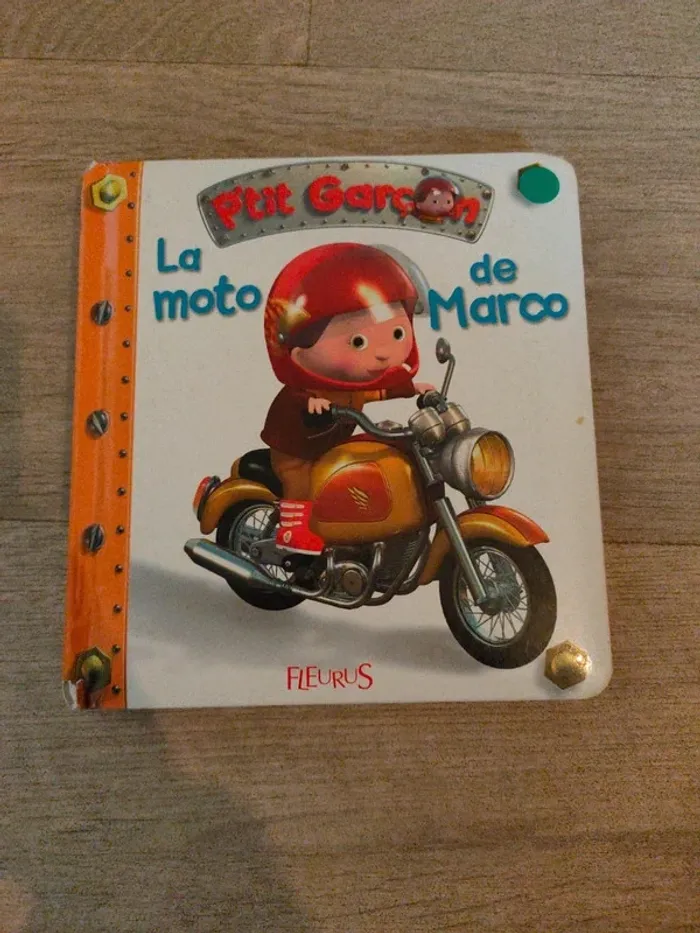 P'tit Garçon
La moto de Marco
FLEURUS